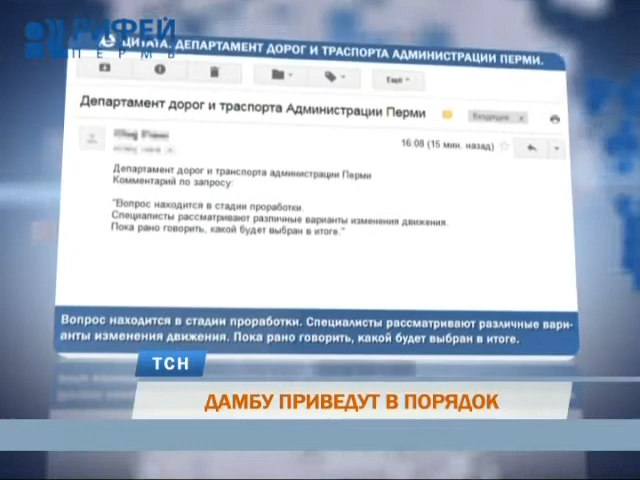 РИФЕЙ
ПЕРМЬ
ЦИТАТА. ДЕПАРТАМЕНТ ДОРОГ И ТРАСПОРТА АДМИНИСТРАЦИИ ПЕРМИ.
Ещё
Департамент дорог и траспорта Администрации Перми
Входящие x
16:08 (15 мин. назад)
Департамент дорог и транспорта администрации Перми
Комментарий по запросу:
"Вопрос находится в стадии проработки.
Специалисты рассматривают различные варианты изменения движения.
Пока рано говорить, какой будет выбран в итоге."
Вопрос находится в стадии проработки. Специалисты рассматривают различные вари-
анты изменения движения. Пока рано говорить, какой будет выбран в итоге.
ТСН
ДАМБУ ПРИВЕДУТ В ПОРЯДОК